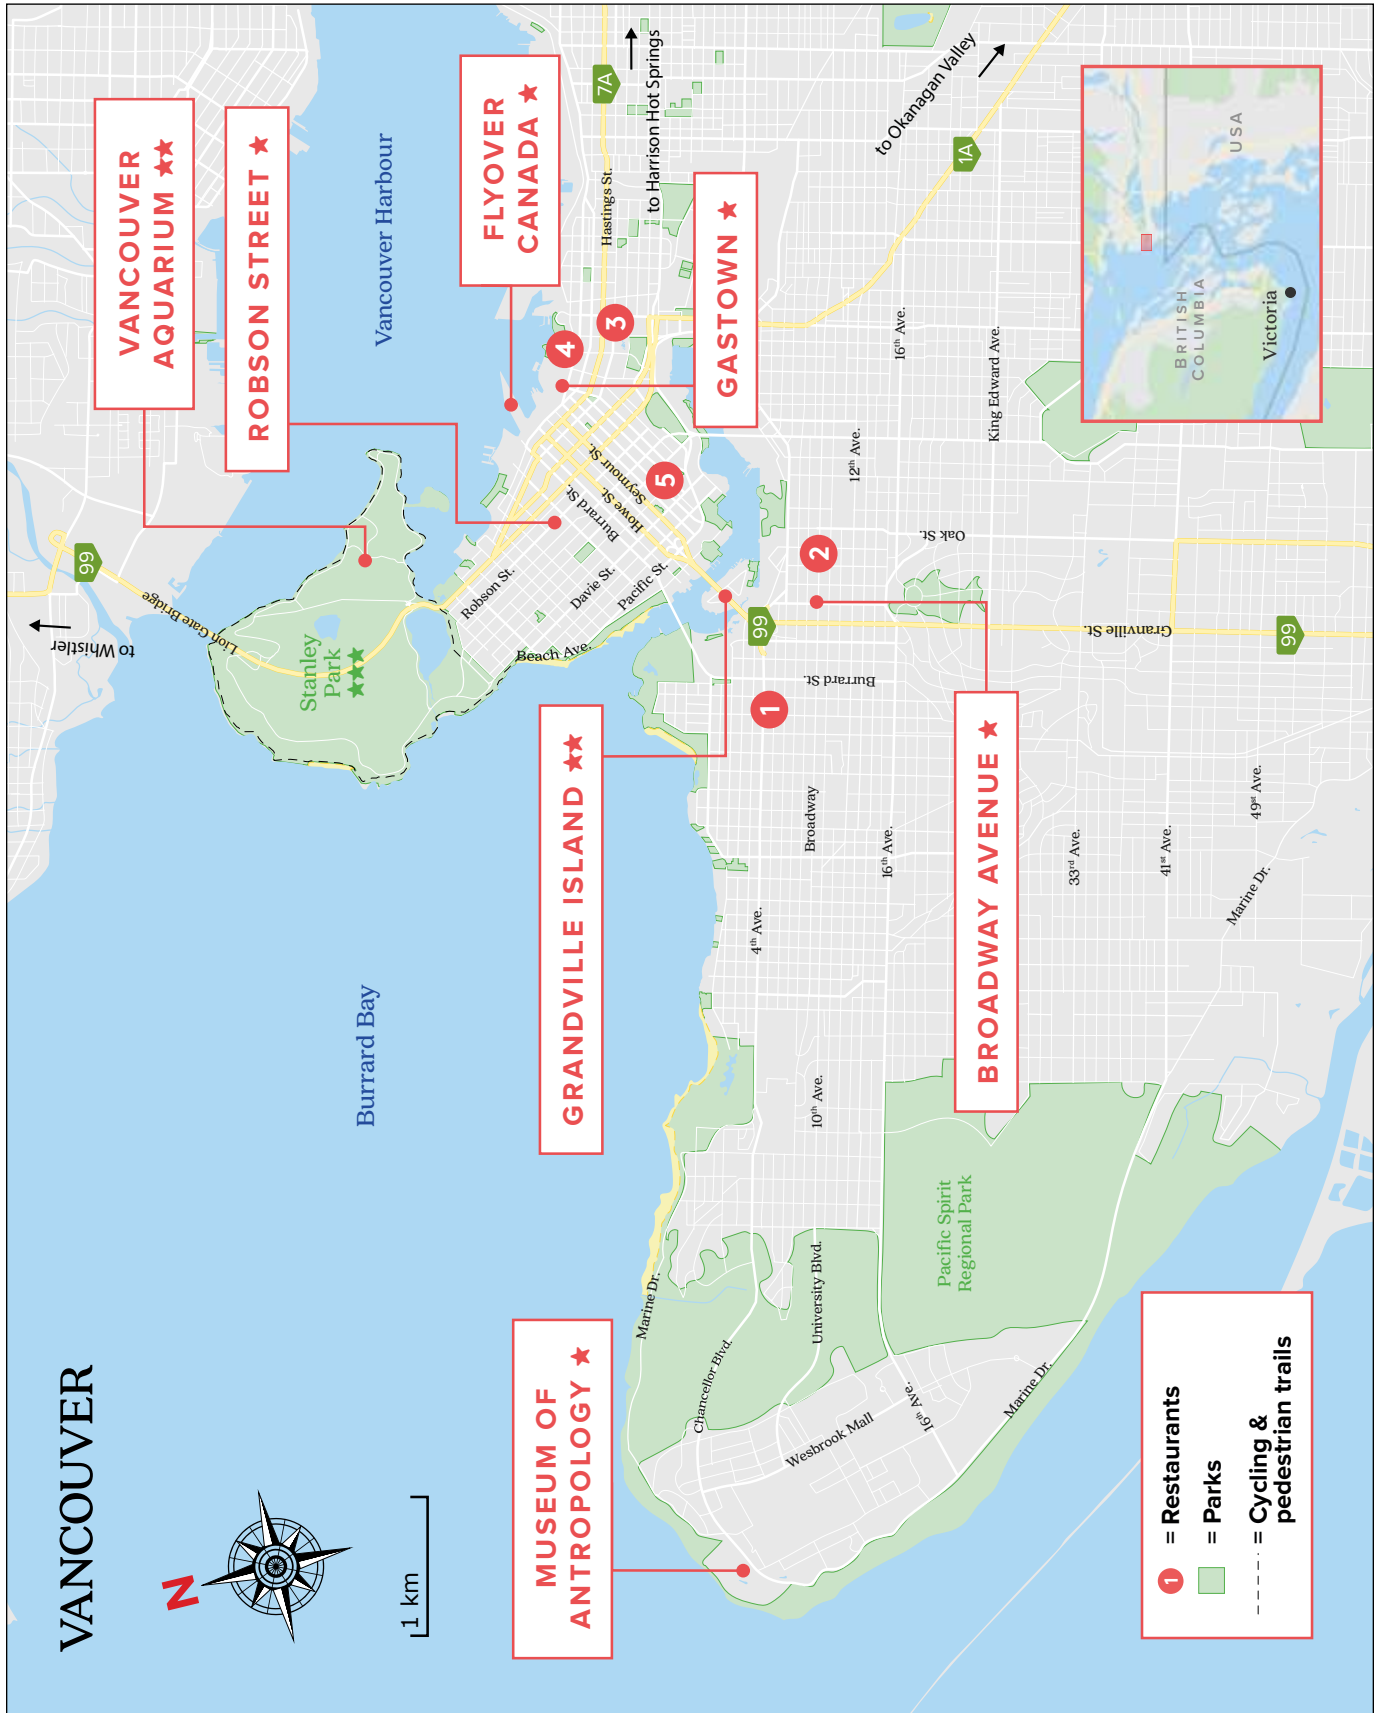 VANCOUVER
N
1 km
Burrard Bay
Vancouver Harbour
MUSEUM OF
ANTROPOLOGY ★
GRANDVILLE ISLAND ★★
BROADWAY AVENUE ★
VANCOUVER
AQUARIUM ★★
ROBSON STREET ★
FLYOVER
CANADA ★
GASTOWN ★
Stanley
Park
★★★
Lion Gate Bridge
to Whistler
99
7A
to Harrison Hot Springs
Hastings St.
to Okanagan Valley
1A
Robson St.
Davie St.
Pacific St.
Beach Ave.
Burrard St.
Howe St.
Seymour St.
1
2
3
4
5
99
99
Burrard St.
Granville St.
Oak St.
12th Ave.
16th Ave.
King Edward Ave.
4th Ave.
Broadway
16th Ave.
33rd Ave.
41st Ave.
49st Ave.
Marine Dr.
10th Ave.
Marine Dr.
Chancellor Blvd.
University Blvd.
Wesbrook Mall
16th Ave.
Marine Dr.
Pacific Spirit
Regional Park
BRITISH
COLUMBIA
USA
Victoria
1 = Restaurants
= Parks
= Cycling &
pedestrian trails